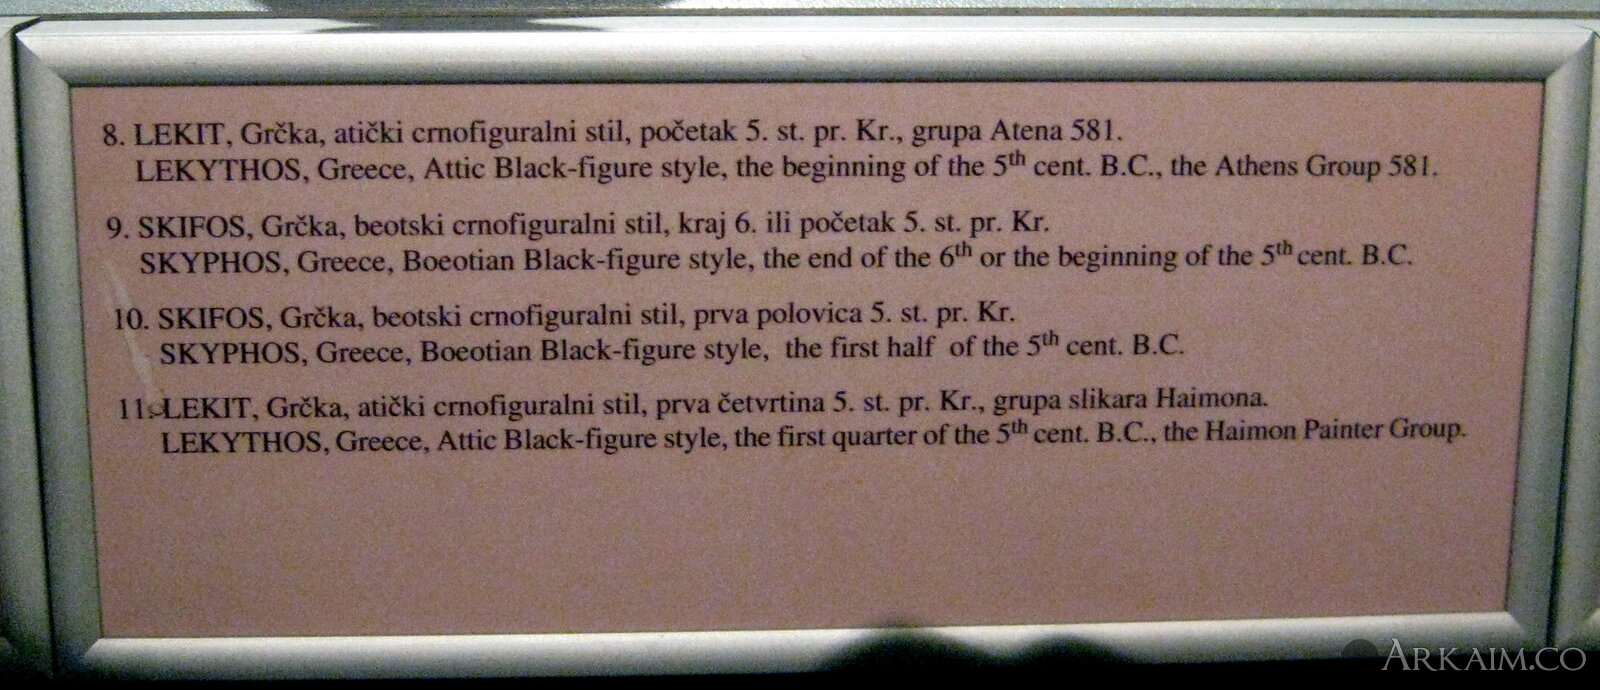 8. LEKIT, Grčka, atički crnofiguralni stil, početak 5. st. pr. Kr., grupa Atena 581.
LEKYTHOS, Greece, Attic Black-figure style, the beginning of the 5th cent. B.C., the Athens Group 581.
9. SKIFOS, Grčka, beotski crnofiguralni stil, kraj 6. ili početak 5. st. pr. Kr.
SKYPHOS, Greece, Boeotian Black-figure style, the end of the 6th or the beginning of the 5th cent. B.C.
10. SKIFOS, Grčka, beotski crnofiguralni stil, prva polovica 5. st. pr. Kr.
SKYPHOS, Greece, Boeotian Black-figure style, the first half of the 5th cent. B.C.
11. LEKIT, Grčka, atički crnofiguralni stil, prva četvrtina 5. st. pr. Kr., grupa slikara Haimona.
LEKYTHOS, Greece, Attic Black-figure style, the first quarter of the 5th cent. B.C., the Haimon Painter Group.
ARKAIM.CO